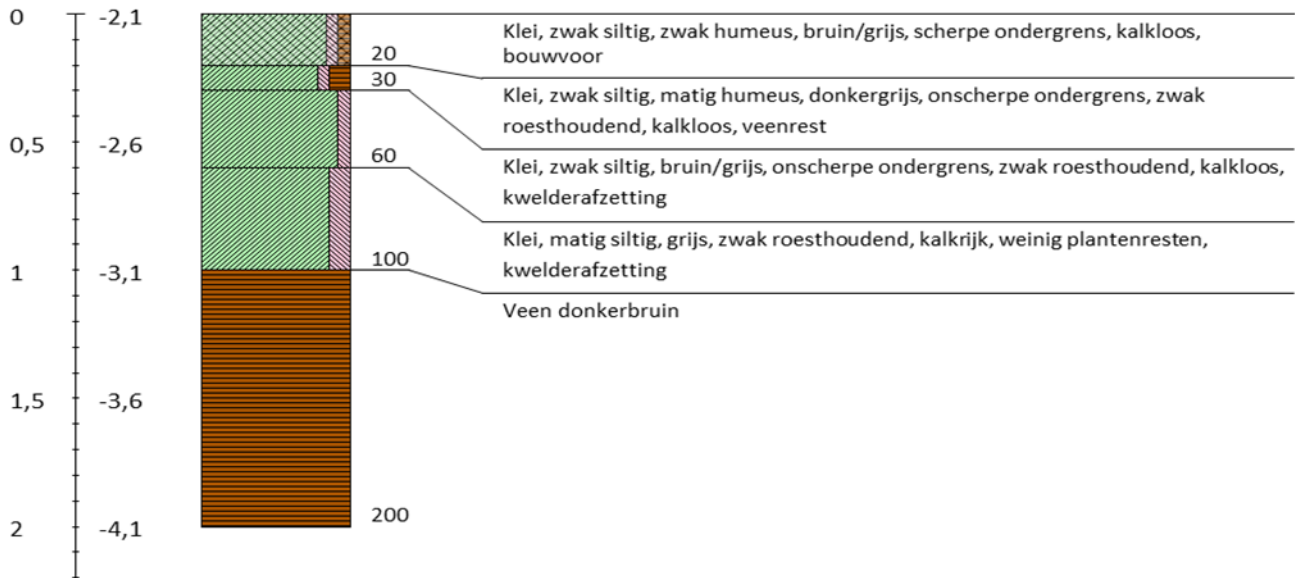 0 -2,1
Klei, zwak siltig, zwak humeus, bruin/grijs, scherpe ondergrens, kalkloos,
bouwvoor
20
30
Klei, zwak siltig, matig humeus, donkergrijs, onscherpe ondergrens, zwak
roesthoudend, kalkloos, veenrest
0,5 -2,6
60
Klei, zwak siltig, bruin/grijs, onscherpe ondergrens, zwak roesthoudend, kalkloos,
kwelderafzetting
Klei, matig siltig, grijs, zwak roesthoudend, kalkrijk, weinig plantenresten,
kwelderafzetting
100
1 -3,1
Veen donkerbruin
1,5 -3,6
200
2 -4,1